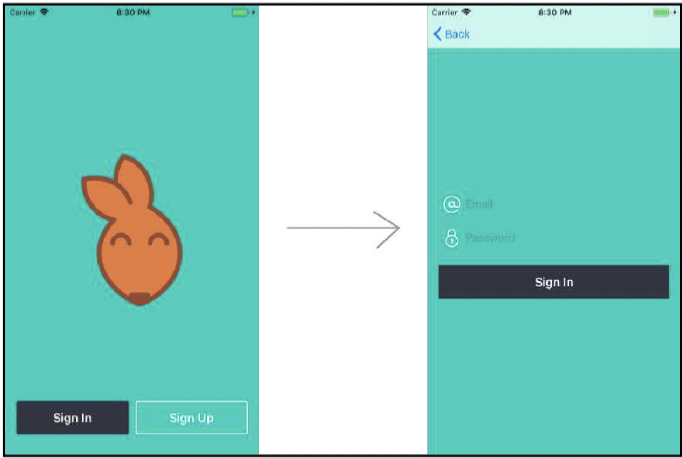 Carrier 8:30 PM
Sign In Sign Up
Carrier 8:30 PM
Back
Email
Password
Sign In